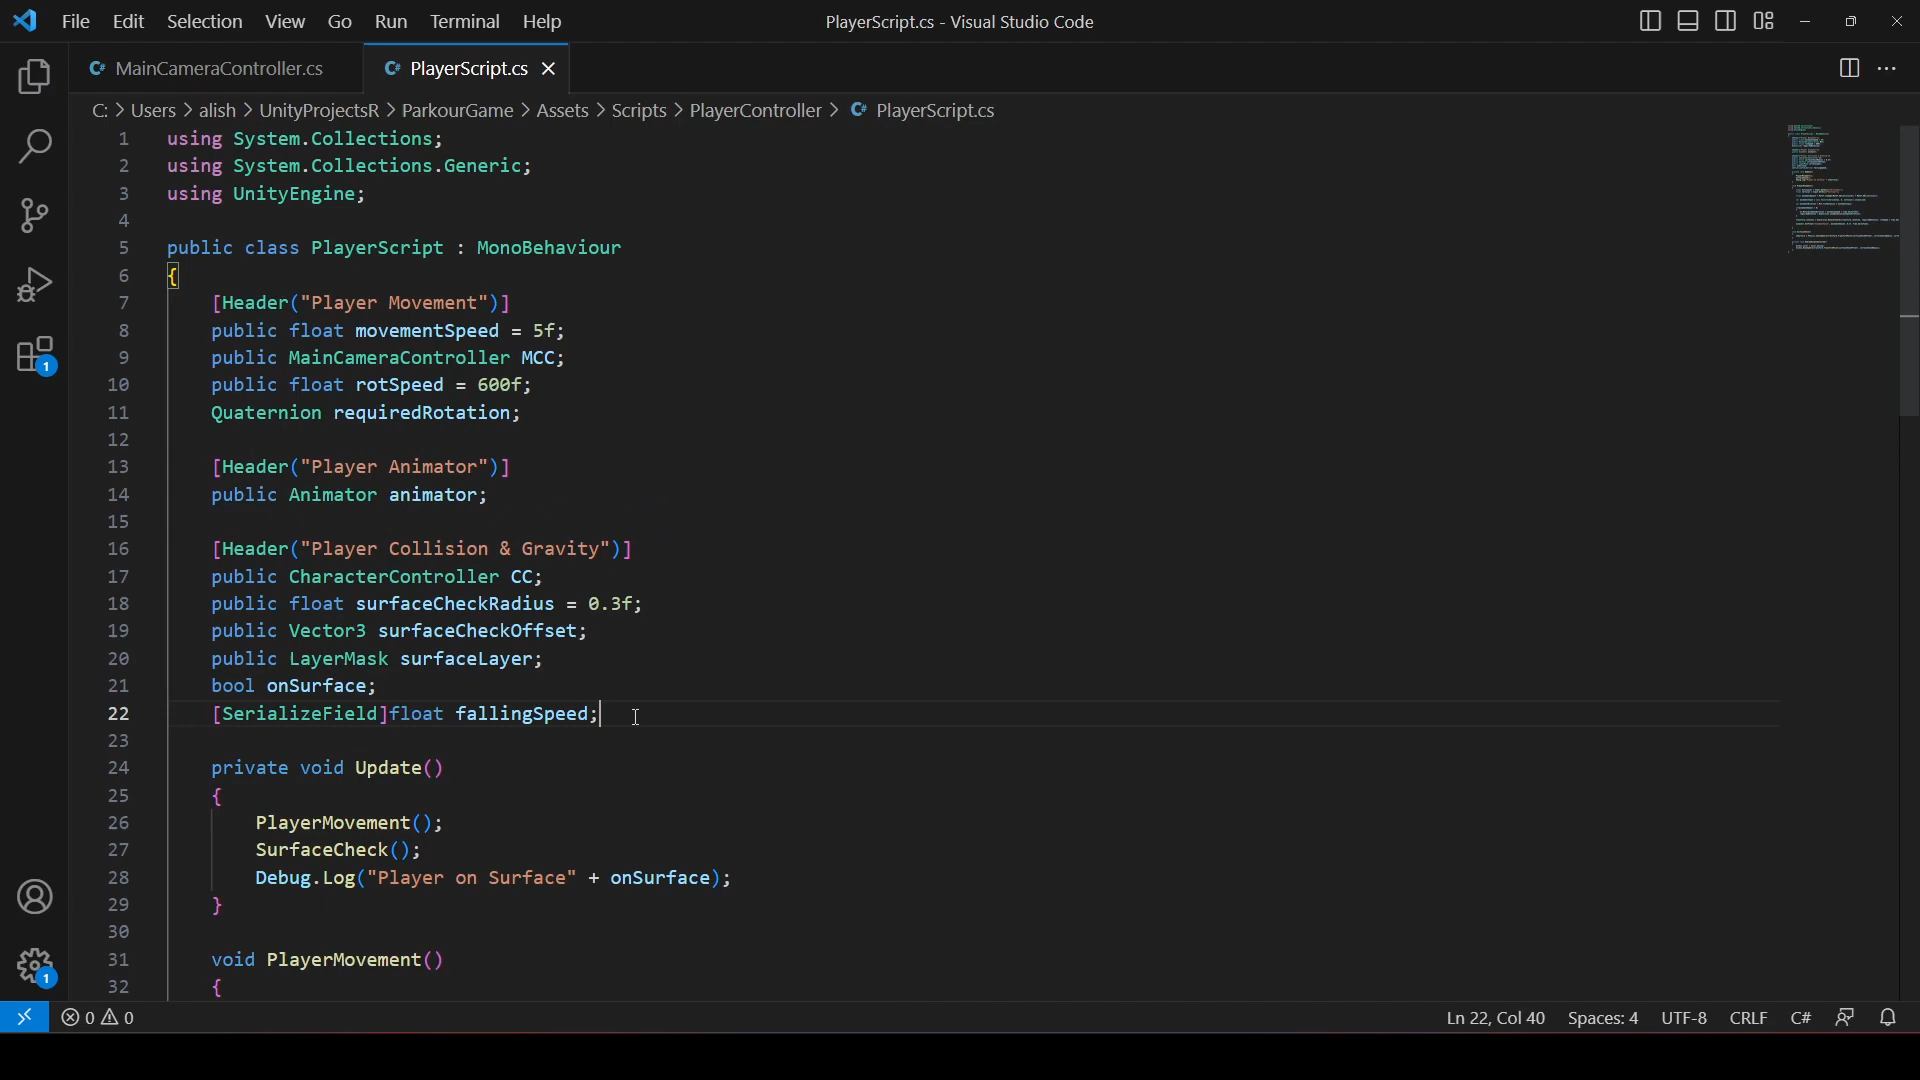 File Edit Selection View Go Run Terminal Help PlayerScript.cs - Visual Studio Code
C# MainCameraController.cs C# PlayerScript.cs
C: > Users > alish > UnityProjectsR > ParkourGame > Assets > Scripts > PlayerController > C# PlayerScript.cs
1 using System.Collections;
2 using System.Collections.Generic;
3 using UnityEngine;
4
5 public class PlayerScript : MonoBehaviour
6 {
7 [Header("Player Movement")]
8 public float movementSpeed = 5f;
9 public MainCameraController MCC;
10 public float rotSpeed = 600f;
11 Quaternion requiredRotation;
12
13 [Header("Player Animator")]
14 public Animator animator;
15
16 [Header("Player Collision & Gravity")]
17 public CharacterController CC;
18 public float surfaceCheckRadius = 0.3f;
19 public Vector3 surfaceCheckOffset;
20 public LayerMask surfaceLayer;
21 bool onSurface;
22 [SerializeField]float fallingSpeed;
23
24 private void Update()
25 {
26 PlayerMovement();
27 SurfaceCheck();
28 Debug.Log("Player on Surface" + onSurface);
29 }
30
31 void PlayerMovement()
32 {
1
1
0 0 Ln 22, Col 40 Spaces: 4 UTF-8 CRLF C#